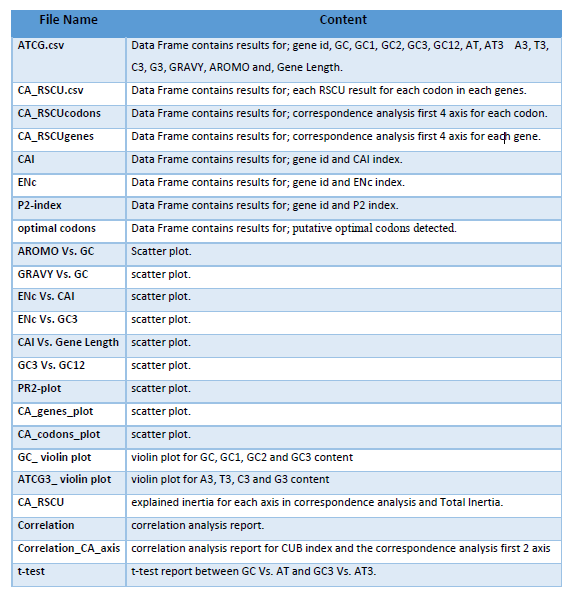 File Name Content
ATCG.csv Data Frame contains results for; gene id, GC, GC1, GC2, GC3, GC12, AT, AT3 A3, T3,
C3, G3, GRAVY, AROMO and, Gene Length.
CA_RSCU.csv Data Frame contains results for; each RSCU result for each codon in each genes.
CA_RSCUcodons Data Frame contains results for; correspondence analysis first 4 axis for each codon.
CA_RSCUgenes Data Frame contains results for; correspondence analysis first 4 axis for each gene.
CAI Data Frame contains results for; gene id and CAI index.
ENc Data Frame contains results for; gene id and ENc index.
P2-index Data Frame contains results for; gene id and P2 index.
optimal codons Data Frame contains results for; putative optimal codons detected.
AROMO Vs. GC Scatter plot.
GRAVY Vs. GC scatter plot.
ENc Vs. CAI scatter plot.
ENc Vs. GC3 scatter plot.
CAI Vs. Gene Length scatter plot.
GC3 Vs. GC12 scatter plot.
PR2-plot scatter plot.
CA_genes_plot scatter plot.
CA_codons_plot scatter plot.
GC_ violin plot violin plot for GC, GC1, GC2 and GC3 content
ATCG3_ violin plot violin plot for A3, T3, C3 and G3 content
CA_RSCU explained inertia for each axis in correspondence analysis and Total Inertia.
Correlation correlation analysis report.
Correlation_CA_axis correlation analysis report for CUB index and the correspondence analysis first 2 axis
t-test t-test report between GC Vs. AT and GC3 Vs. AT3.